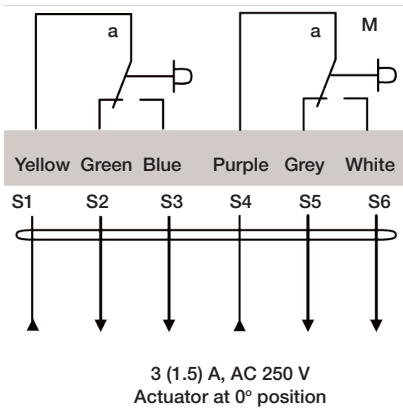 a a M
Yellow Green Blue Purple Grey White
S1 S2 S3 S4 S5 S6
3 (1.5) A, AC 250 V
Actuator at 0º position